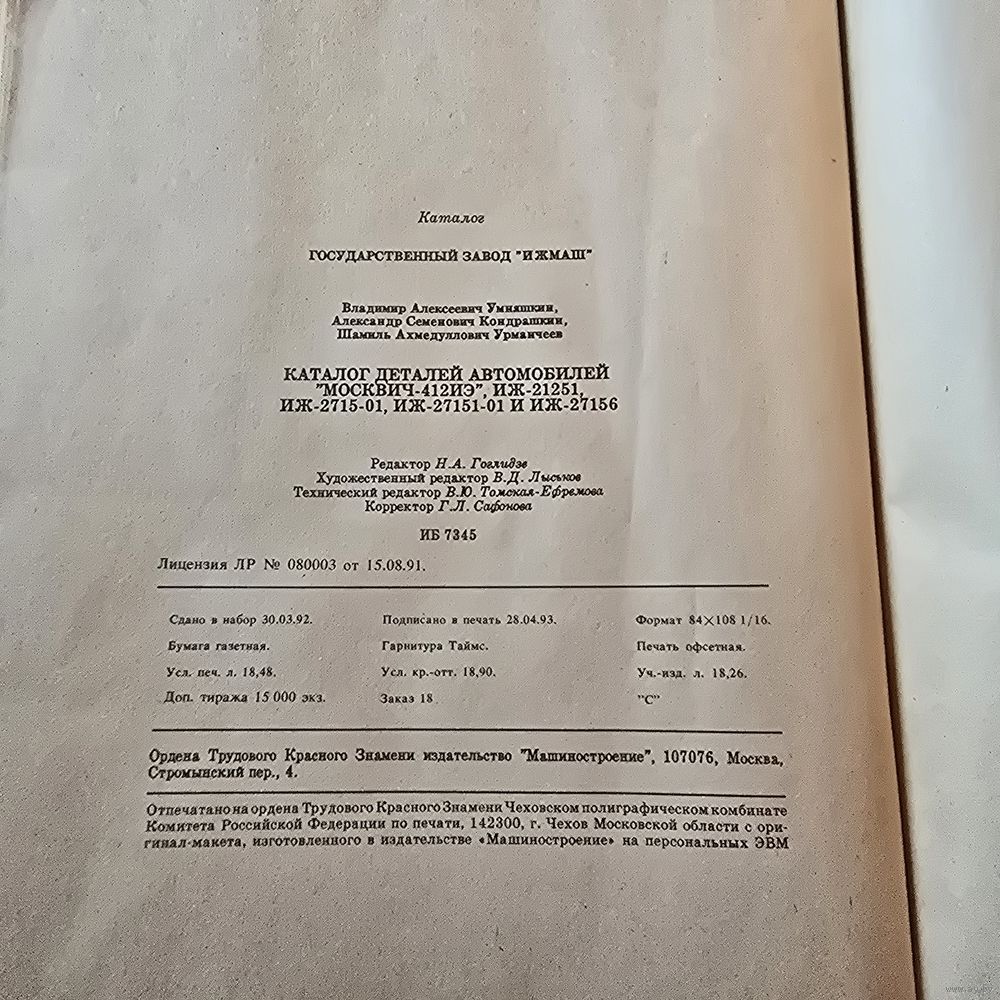 Каталог
ГОСУДАРСТВЕННЫЙ ЗАВОД "ИЖМАШ"
Владимир Алексеевич Умняшкин,
Александр Семенович Кондрашкин,
Шамиль Ахмедуллович Урманчеев
КАТАЛОГ ДЕТАЛЕЙ АВТОМОБИЛЕЙ
"МОСКВИЧ-412ИЭ", ИЖ-21251,
ИЖ-2715-01, ИЖ-27151-01 И ИЖ-27156
Редактор Н.А. Гоглидзе
Художественный редактор В.Д. Лыськов
Технический редактор В.Ю. Томская-Ефремова
Корректор Г.Л. Сафонова
ИБ 7345
Лицензия ЛР № 080003 от 15.08.91.
Сдано в набор 30.03.92. Подписано в печать 28.04.93. Формат 84×108 1/16.
Бумага газетная. Гарнитура Таймс. Печать офсетная.
Усл. печ. л. 18,48. Усл. кр.-отт. 18,90. Уч.-изд. л. 18,26.
Доп. тиража 15 000 экз. Заказ 18 "С"
Ордена Трудового Красного Знамени издательство "Машиностроение", 107076, Москва,
Стромынский пер., 4.
Отпечатано на ордена Трудового Красного Знамени Чеховском полиграфическом комбинате
Комитета Российской Федерации по печати, 142300, г. Чехов Московской области с ори-
гинал-макета, изготовленного в издательстве «Машиностроение» на персональных ЭВМ